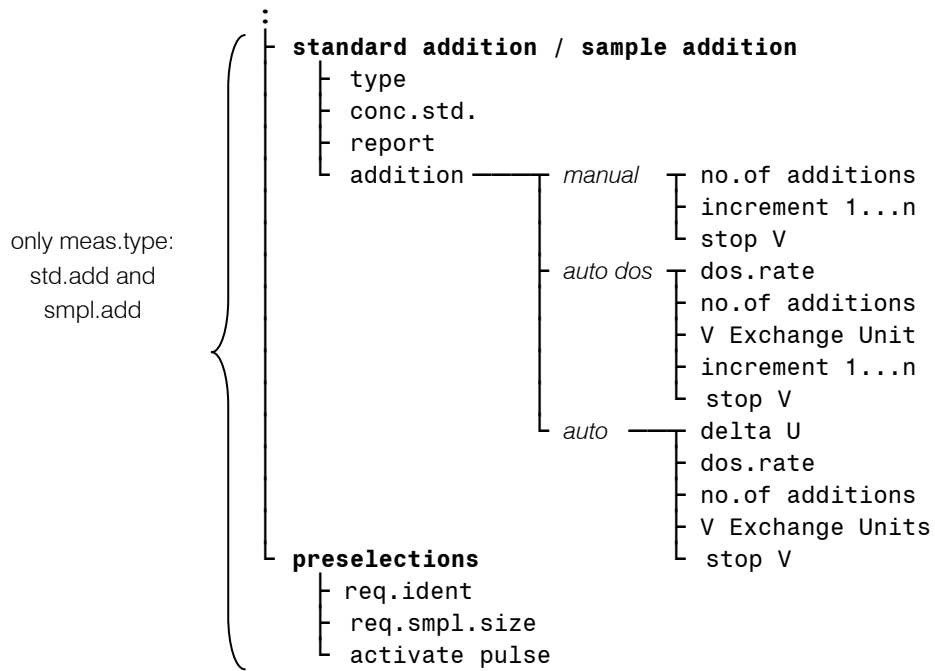 standard addition / sample addition
type
conc.std.
report
addition manual no.of additions
increment 1...n
only meas.type:
stop V
std.add and
auto dos dos.rate
smpl.add
no.of additions
V Exchange Unit
increment 1...n
stop V
auto delta U
dos.rate
no.of additions
V Exchange Units
stop V
preselections
req.ident
req.smpl.size
activate pulse